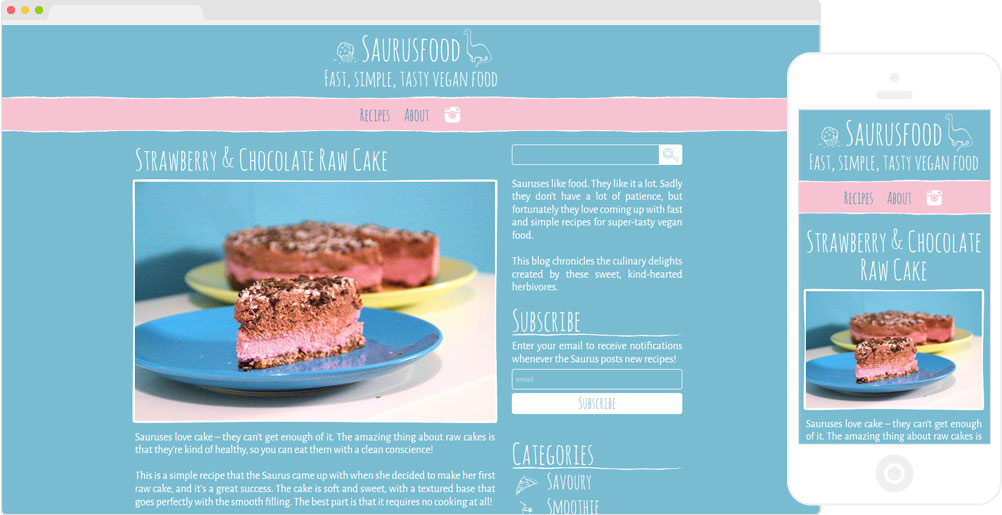 Saurusfood
Fast, simple, tasty vegan food
Recipes About
Strawberry & Chocolate Raw Cake
Sauruses love cake – they can't get enough of it. The amazing thing about raw cakes is
that they're kind of healthy, so you can eat them with a clean conscience!
This is a simple recipe that the Saurus came up with when she decided to make her first
raw cake, and it's a great success. The cake is soft and sweet, with a textured base that
goes perfectly with the smooth filling. The best part is that it requires no cooking at all!
Sauruses like food. They like it a lot. Sadly
they don't have a lot of patience, but
fortunately they love coming up with fast
and simple recipes for super-tasty vegan
food.
This blog chronicles the culinary delights
created by these sweet, kind-hearted
herbivores.
Subscribe
Enter your email to receive notifications
whenever the Saurus posts new recipes!
email
Subscribe
Categories
Savoury
Smoothie
Saurusfood
Fast, simple, tasty vegan food
Recipes About
Strawberry & Chocolate
Raw Cake
Sauruses love cake – they can't get enough
of it. The amazing thing about raw cakes is